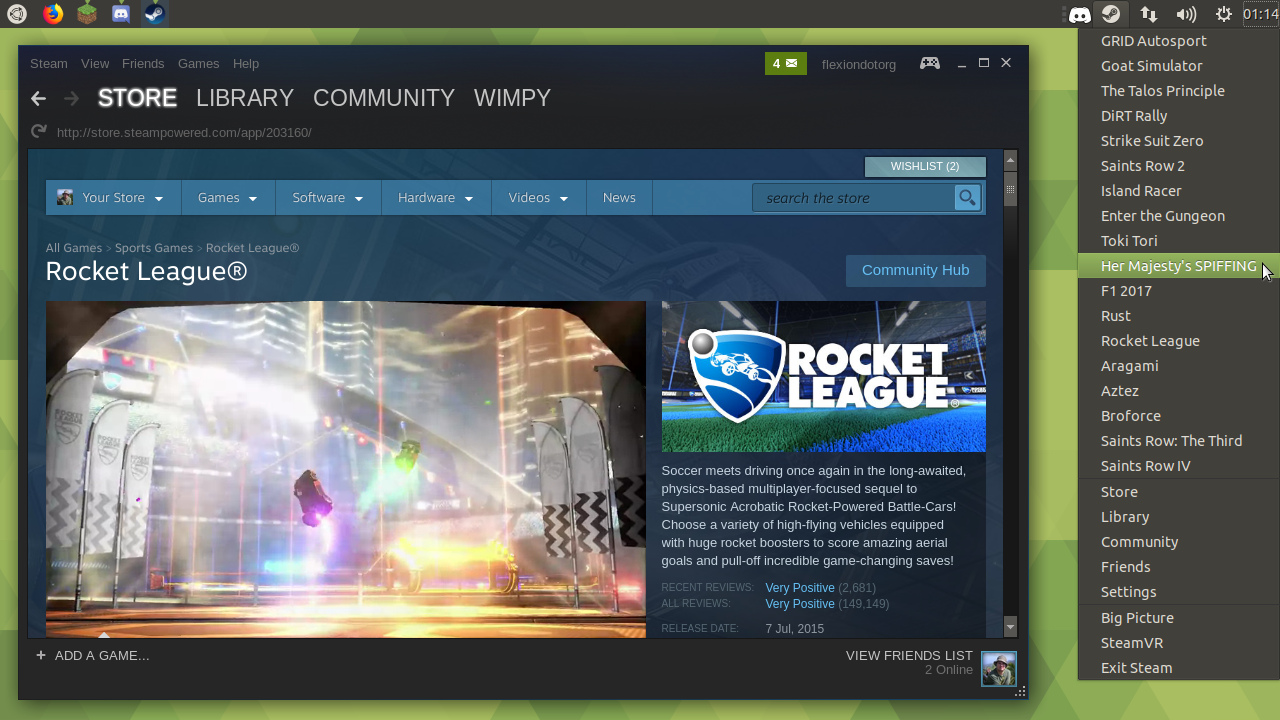 01:14
Steam View Friends Games Help
4
flexiondotorg
STORE LIBRARY COMMUNITY WIMPY
http://store.steampowered.com/app/203160/
WISHLIST (2)
Your Store Games Software Hardware Videos News
search the store
All Games > Sports Games > Rocket League®
Rocket League®
Community Hub
ROCKET
LEAGUE®
Soccer meets driving once again in the long-awaited,
physics-based multiplayer-focused sequel to
Supersonic Acrobatic Rocket-Powered Battle-Cars!
Choose a variety of high-flying vehicles equipped
with huge rocket boosters to score amazing aerial
goals and pull-off incredible game-changing saves!
RECENT REVIEWS: Very Positive (2,681)
ALL REVIEWS: Very Positive (149,149)
RELEASE DATE: 7 Jul, 2015
+ ADD A GAME...
VIEW FRIENDS LIST
2 Online
GRID Autosport
Goat Simulator
The Talos Principle
DiRT Rally
Strike Suit Zero
Saints Row 2
Island Racer
Enter the Gungeon
Toki Tori
Her Majesty's SPIFFING
F1 2017
Rust
Rocket League
Aragami
Aztez
Broforce
Saints Row: The Third
Saints Row IV
Store
Library
Community
Friends
Settings
Big Picture
SteamVR
Exit Steam